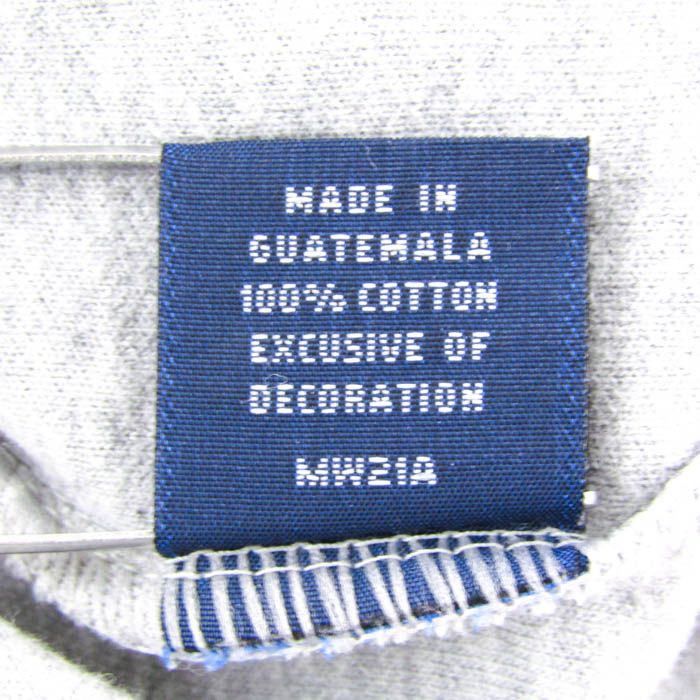 MADE IN
GUATEMALA
100% COTTON
EXCUSIVE OF
DECORATION
MW21A